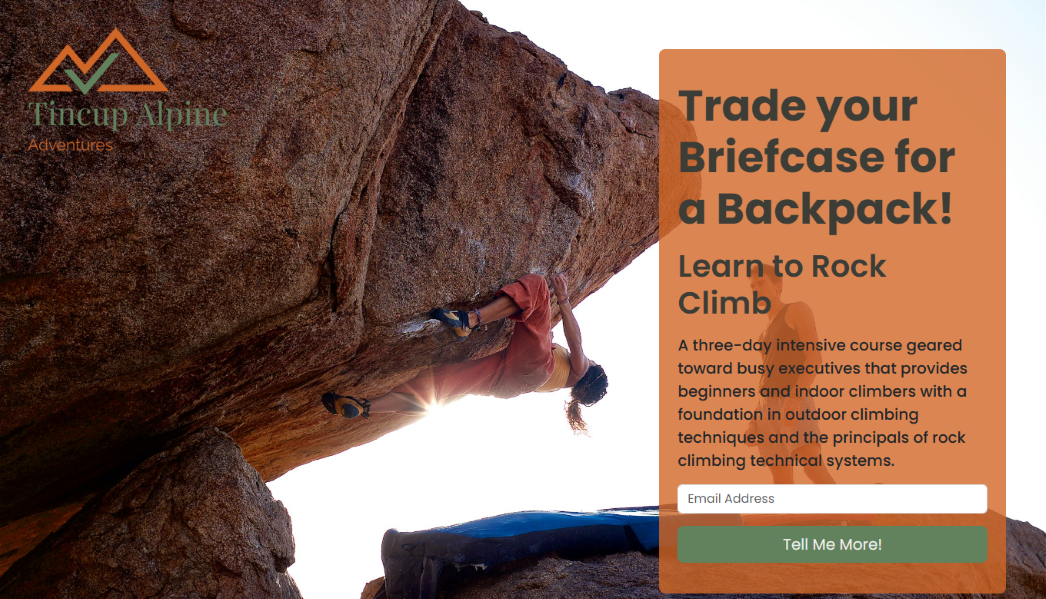 Tincup Alpine
Adventures
Trade your
Briefcase for
a Backpack!
Learn to Rock
Climb
A three-day intensive course geared
toward busy executives that provides
beginners and indoor climbers with a
foundation in outdoor climbing
techniques and the principals of rock
climbing technical systems.
Email Address
Tell Me More!